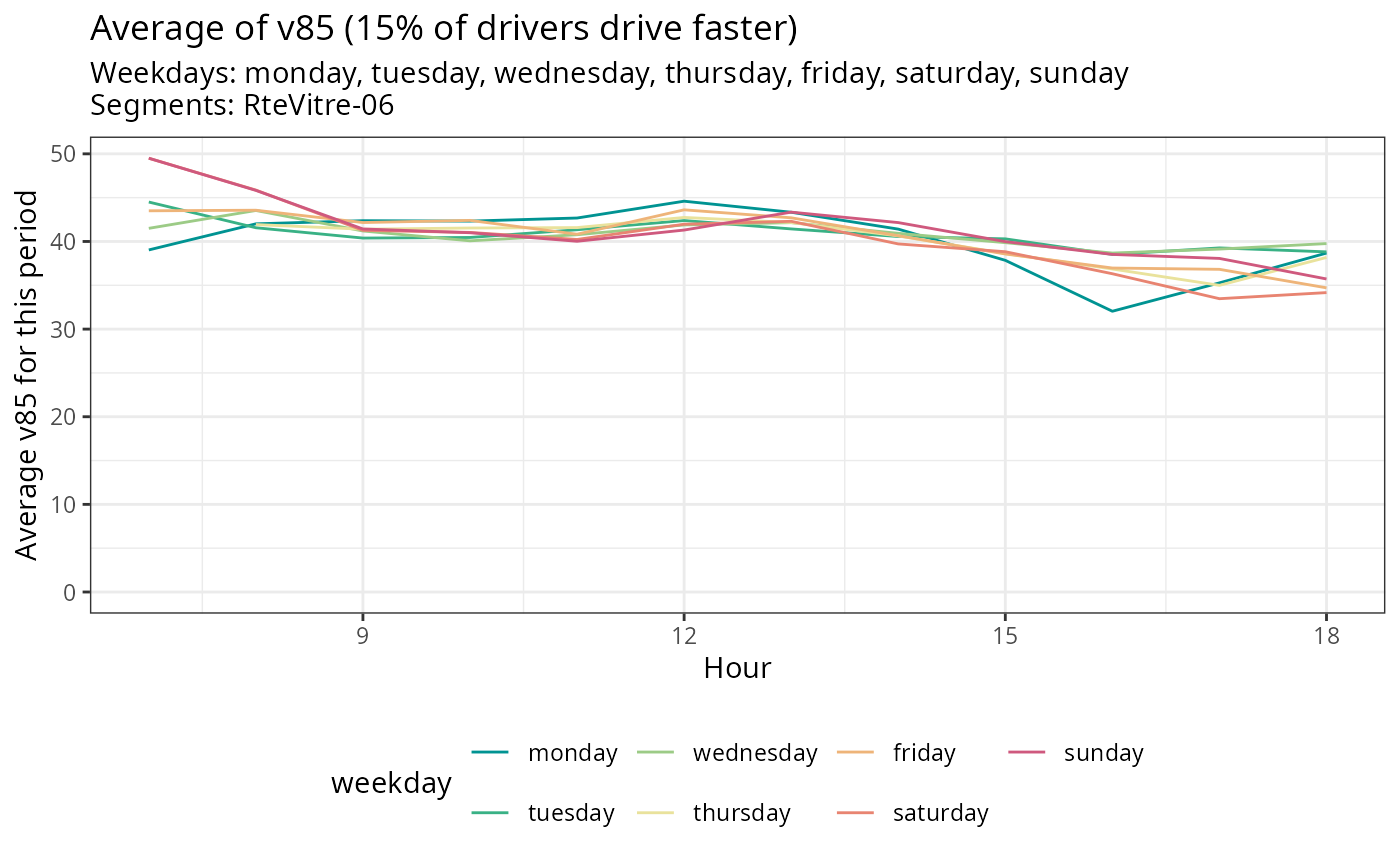 Average of v85 (15% of drivers drive faster)
Weekdays: monday, tuesday, wednesday, thursday, friday, saturday, sunday
Segments: RteVitre-06
Average v85 for this period
50
40
30
20
10
0
9 12 15 18
Hour
weekday
monday wednesday friday sunday
tuesday thursday saturday